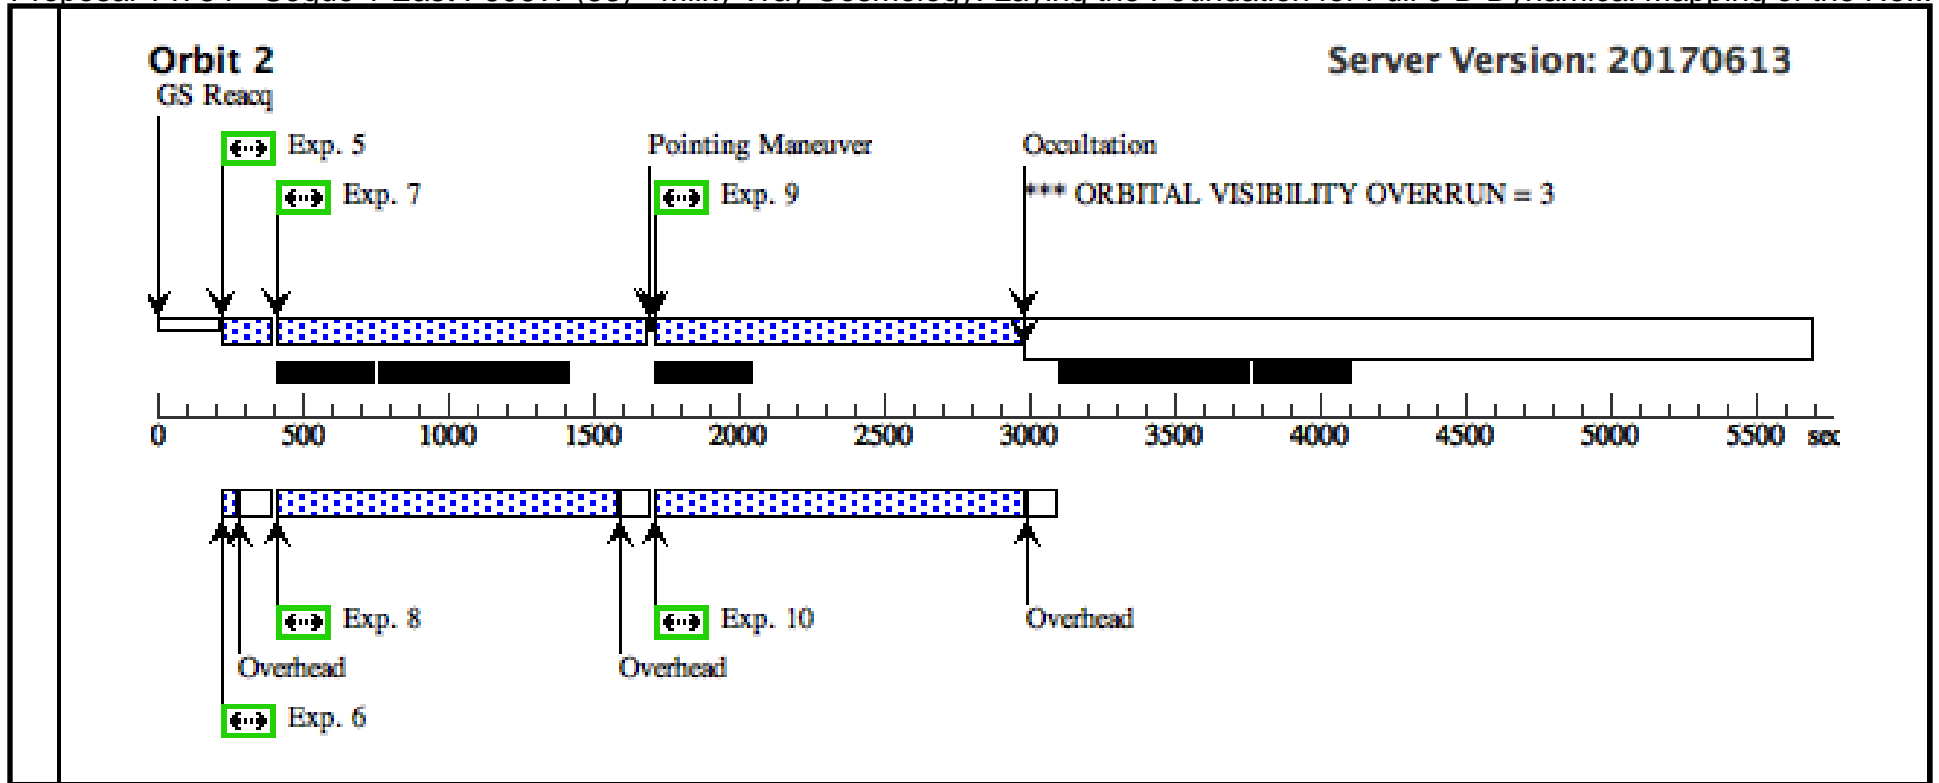 Orbit 2
Server Version: 20170613
GS Reacq
Exp. 5
Pointing Maneuver
Occultation
Exp. 7
Exp. 9
*** ORBITAL VISIBILITY OVERRUN = 3
0 500 1000 1500 2000 2500 3000 3500 4000 4500 5000 5500 sec
Exp. 8
Exp. 10
Overhead
Overhead
Overhead
Exp. 6